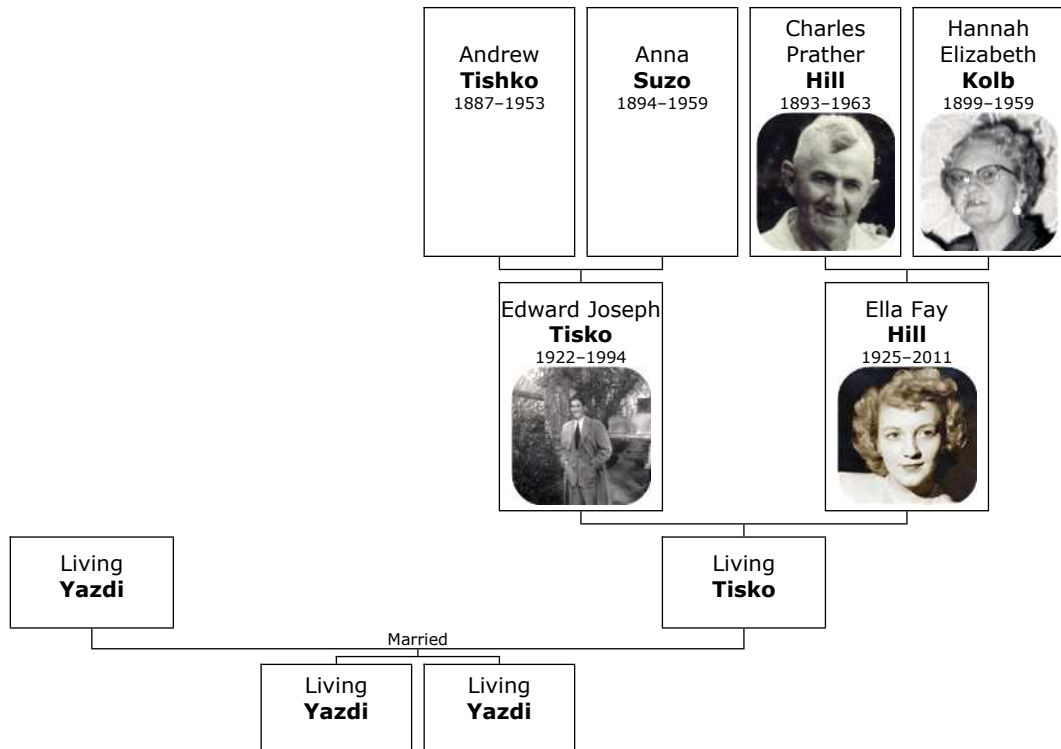 Andrew
Tishko
1887–1953
Anna
Suzo
1894–1959
Charles
Prather
Hill
1893–1963
Hannah
Elizabeth
Kolb
1899–1959
Edward Joseph
Tisko
1922–1994
Ella Fay
Hill
1925–2011
Living
Yazdi
Living
Tisko
Married
Living
Yazdi
Living
Yazdi